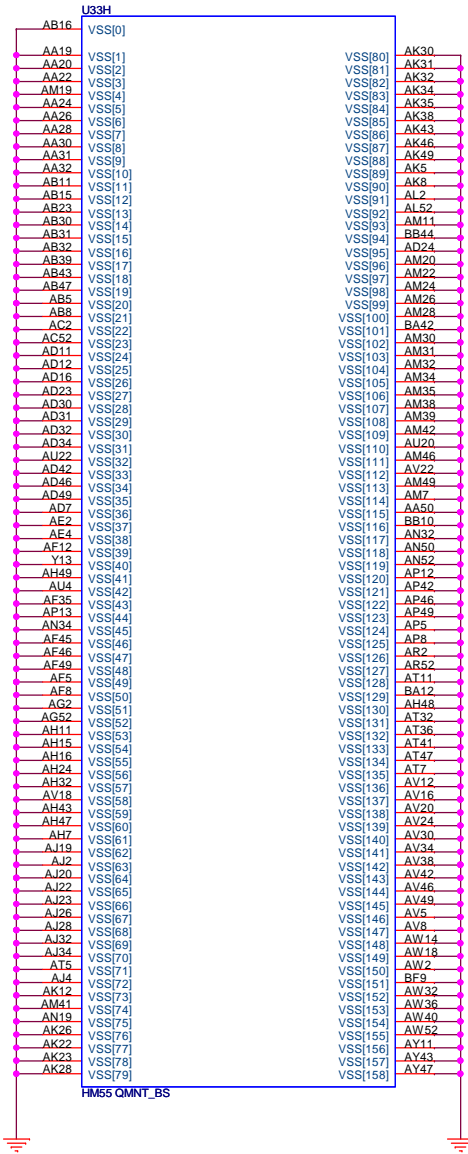 U33H
AB16 VSS[0]
AA19 VSS[1] VSS[80] AK30
AA20 VSS[2] VSS[81] AK31
AA22 VSS[3] VSS[82] AK32
AM19 VSS[4] VSS[83] AK34
AA24 VSS[5] VSS[84] AK35
AA26 VSS[6] VSS[85] AK38
AA28 VSS[7] VSS[86] AK43
AA30 VSS[8] VSS[87] AK46
AA31 VSS[9] VSS[88] AK49
AA32 VSS[10] VSS[89] AK5
AB11 VSS[11] VSS[90] AK8
AB15 VSS[12] VSS[91] AL2
AB23 VSS[13] VSS[92] AL52
AB30 VSS[14] VSS[93] AM11
AB31 VSS[15] VSS[94] BB44
AB32 VSS[16] VSS[95] AD24
AB39 VSS[17] VSS[96] AM20
AB43 VSS[18] VSS[97] AM22
AB47 VSS[19] VSS[98] AM24
AB5 VSS[20] VSS[99] AM26
AB8 VSS[21] VSS[100] AM28
AC2 VSS[22] VSS[101] BA42
AC52 VSS[23] VSS[102] AM30
AD11 VSS[24] VSS[103] AM31
AD12 VSS[25] VSS[104] AM32
AD16 VSS[26] VSS[105] AM34
AD23 VSS[27] VSS[106] AM35
AD30 VSS[28] VSS[107] AM38
AD31 VSS[29] VSS[108] AM39
AD32 VSS[30] VSS[109] AM42
AD34 VSS[31] VSS[110] AU20
AU22 VSS[32] VSS[111] AM46
AD42 VSS[33] VSS[112] AV22
AD46 VSS[34] VSS[113] AM49
AD49 VSS[35] VSS[114] AM7
AD7 VSS[36] VSS[115] AA50
AE2 VSS[37] VSS[116] BB10
AE4 VSS[38] VSS[117] AN32
AF12 VSS[39] VSS[118] AN50
Y13 VSS[40] VSS[119] AN52
AH49 VSS[41] VSS[120] AP12
AU4 VSS[42] VSS[121] AP42
AF35 VSS[43] VSS[122] AP46
AP13 VSS[44] VSS[123] AP49
AN34 VSS[45] VSS[124] AP5
AF45 VSS[46] VSS[125] AP8
AF46 VSS[47] VSS[126] AR2
AF49 VSS[48] VSS[127] AR52
AF5 VSS[49] VSS[128] AT11
AF8 VSS[50] VSS[129] BA12
AG2 VSS[51] VSS[130] AH48
AG52 VSS[52] VSS[131] AT32
AH11 VSS[53] VSS[132] AT36
AH15 VSS[54] VSS[133] AT41
AH16 VSS[55] VSS[134] AT47
AH24 VSS[56] VSS[135] AT7
AH32 VSS[57] VSS[136] AV12
AV18 VSS[58] VSS[137] AV16
AH43 VSS[59] VSS[138] AV20
AH47 VSS[60] VSS[139] AV24
AH7 VSS[61] VSS[140] AV30
AJ19 VSS[62] VSS[141] AV34
AJ2 VSS[63] VSS[142] AV38
AJ20 VSS[64] VSS[143] AV42
AJ22 VSS[65] VSS[144] AV46
AJ23 VSS[66] VSS[145] AV49
AJ26 VSS[67] VSS[146] AV5
AJ28 VSS[68] VSS[147] AV8
AJ32 VSS[69] VSS[148] AW14
AJ34 VSS[70] VSS[149] AW18
AT5 VSS[71] VSS[150] AW2
AJ4 VSS[72] VSS[151] BF9
AK12 VSS[73] VSS[152] AW32
AM41 VSS[74] VSS[153] AW36
AN19 VSS[75] VSS[154] AW40
AK26 VSS[76] VSS[155] AW52
AK22 VSS[77] VSS[156] AY11
AK23 VSS[78] VSS[157] AY43
AK28 VSS[79] VSS[158] AY47
HM55 QMNT_BS